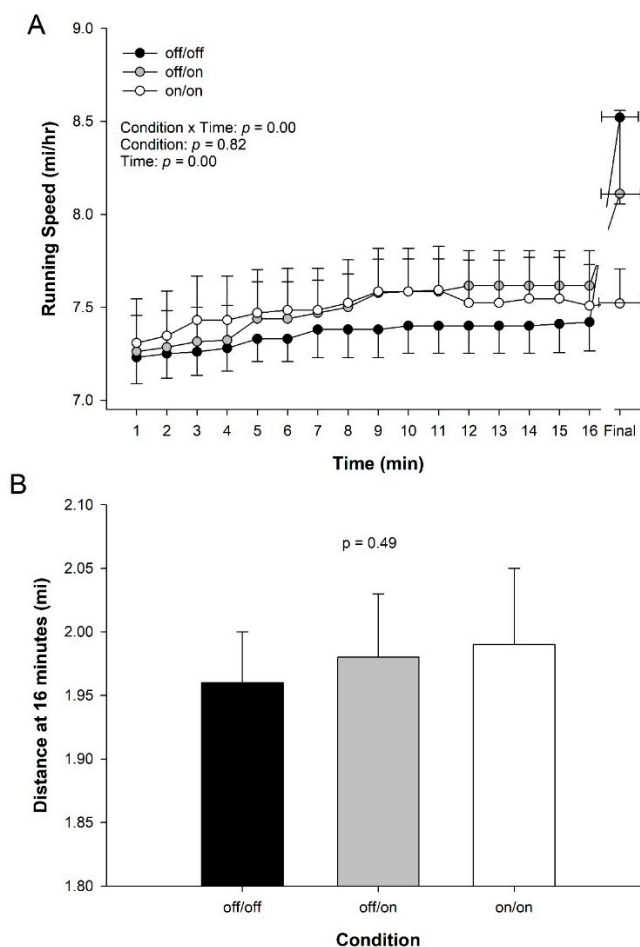 A
9.0
off/off
off/on
on/on
Condition x Time: p = 0.00
Condition: p = 0.82
Time: p = 0.00
8.5
8.0
7.5
7.0
Running Speed (mi/hr)
1 2 3 4 5 6 7 8 9 10 11 12 13 14 15 16 Final
Time (min)
B
2.10
p = 0.49
2.05
2.00
1.95
1.90
1.85
1.80
Distance at 16 minutes (mi)
off/off off/on on/on
Condition